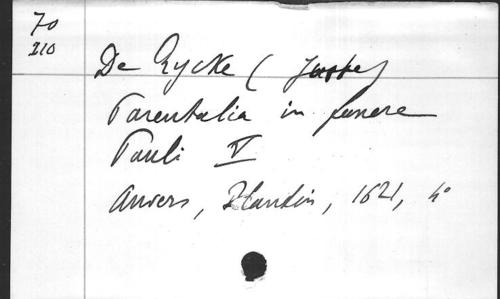 70
210
De Rycke (Juste)
Parentalia in funere
Pauli V
Anvers, Plantin, 1621, 4°